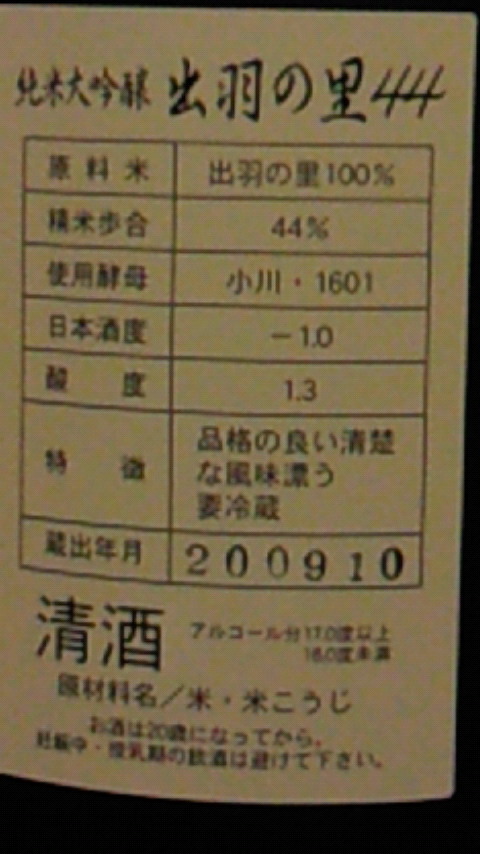 純米大吟醸 出羽の里44
原料米 出羽の里100%
精米歩合 44%
使用酵母 小川・1601
日本酒度 －1.0
酸度 1.3
特徴 品格の良い清楚
な風味漂う
要冷蔵
蔵出年月 200910
清酒
アルコール分17.0度以上
18.0度未満
原材料名／米・米こうじ
お酒は20歳になってから。
妊娠中・授乳期の飲酒は避けて下さい。